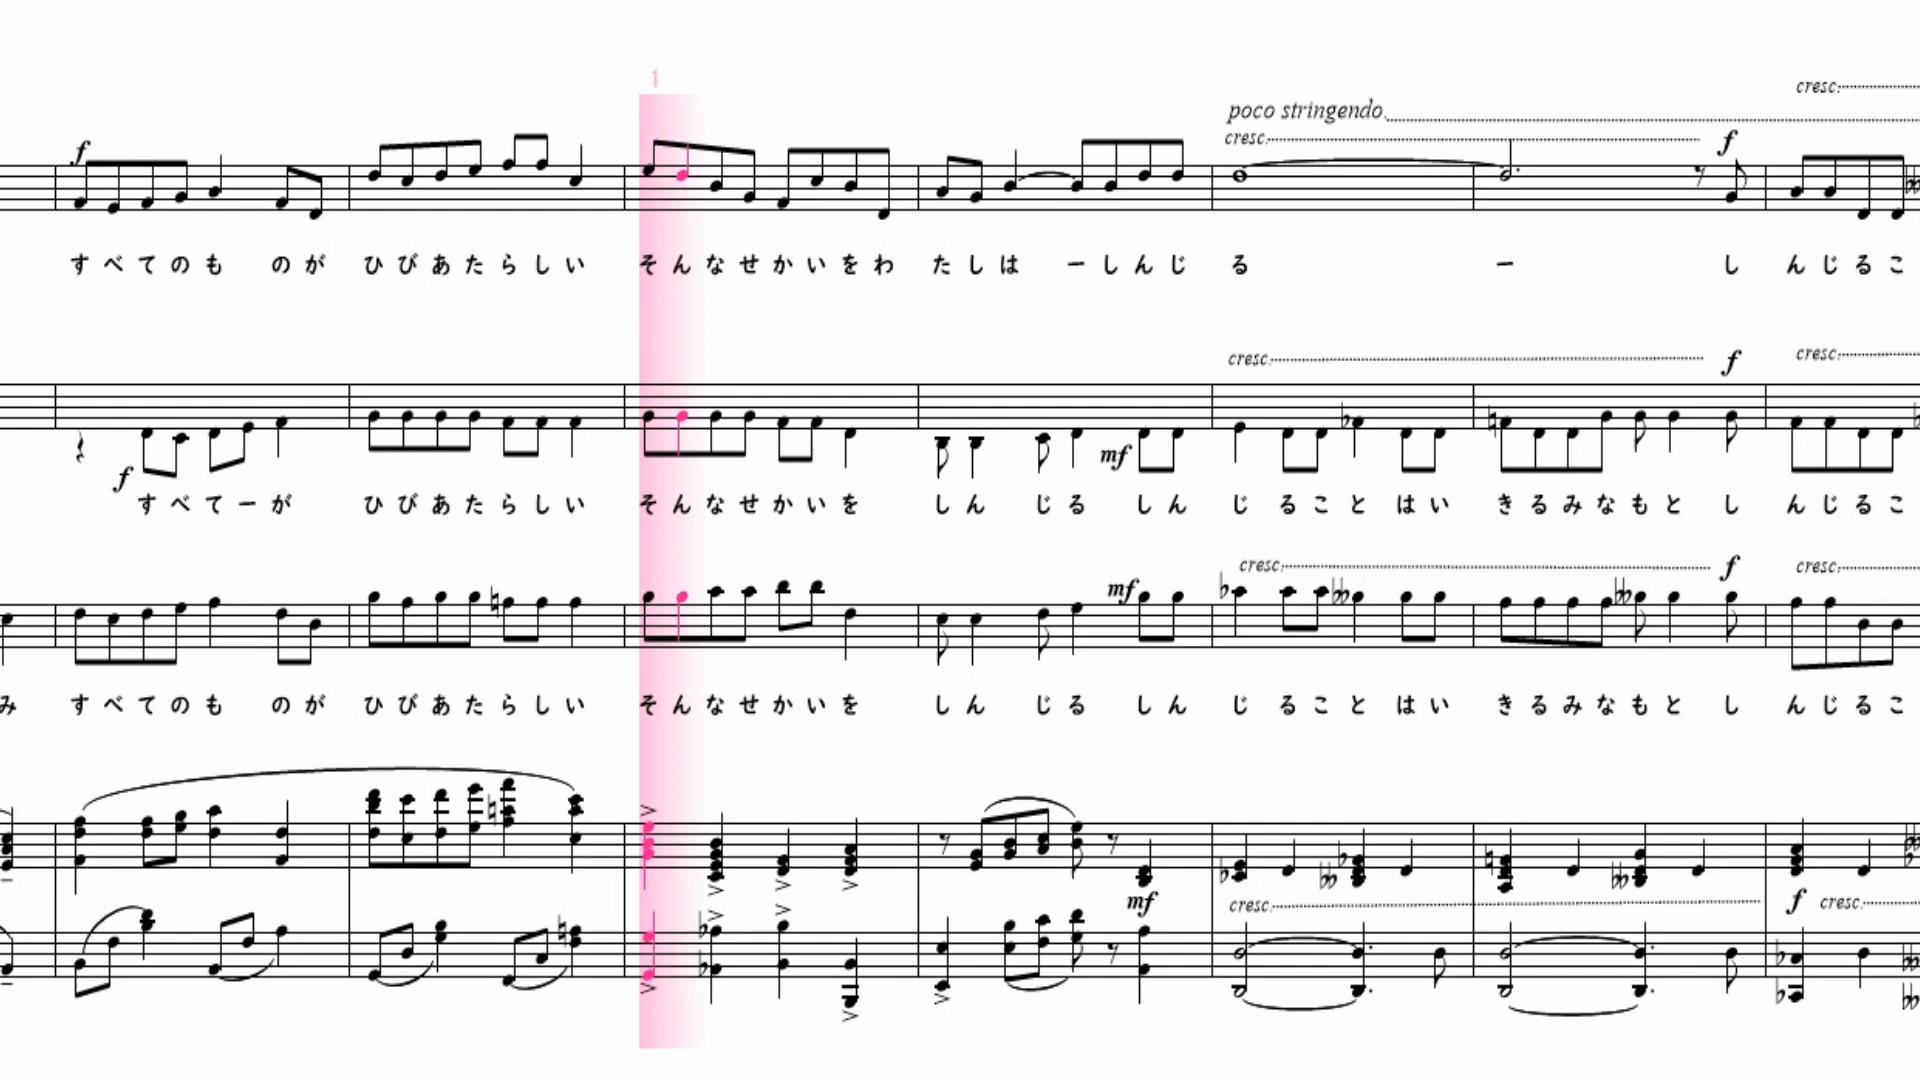 1
cresc.
poco stringendo
cresc. f
f
すべてのも のが ひびあたらしい そんなせかいをわ たしは ーしんじ る ー し んじるこ
cresc. f cresc.
f mf
すべてーが ひびあたらしい そんなせかいを しん じる しん じ ること はい きるみなもと し んじるこ
mf cresc. f cresc.
み すべてのも のが ひびあたらしい そんなせかいを しん じる しん じ ること はい きるみなもと し んじるこ
mf cresc. f cresc.